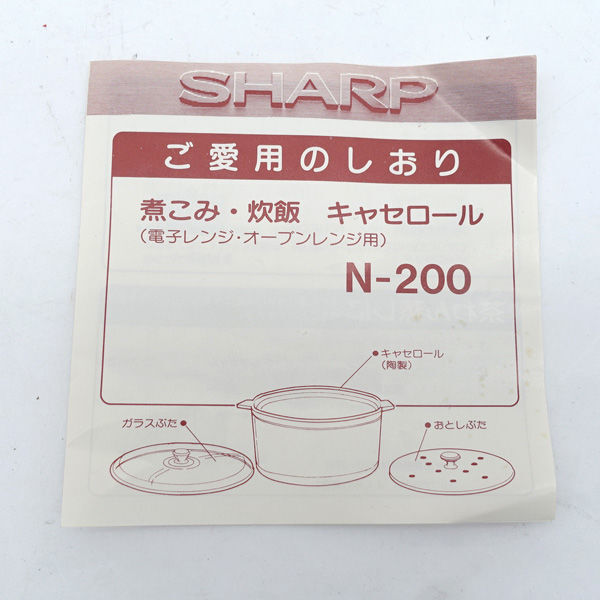 SHARP
ご愛用のしおり
煮こみ・炊飯 キャセロール
(電子レンジ・オーブンレンジ用)
N-200
キャセロール
(陶製)
ガラスぶた
おとしぶた